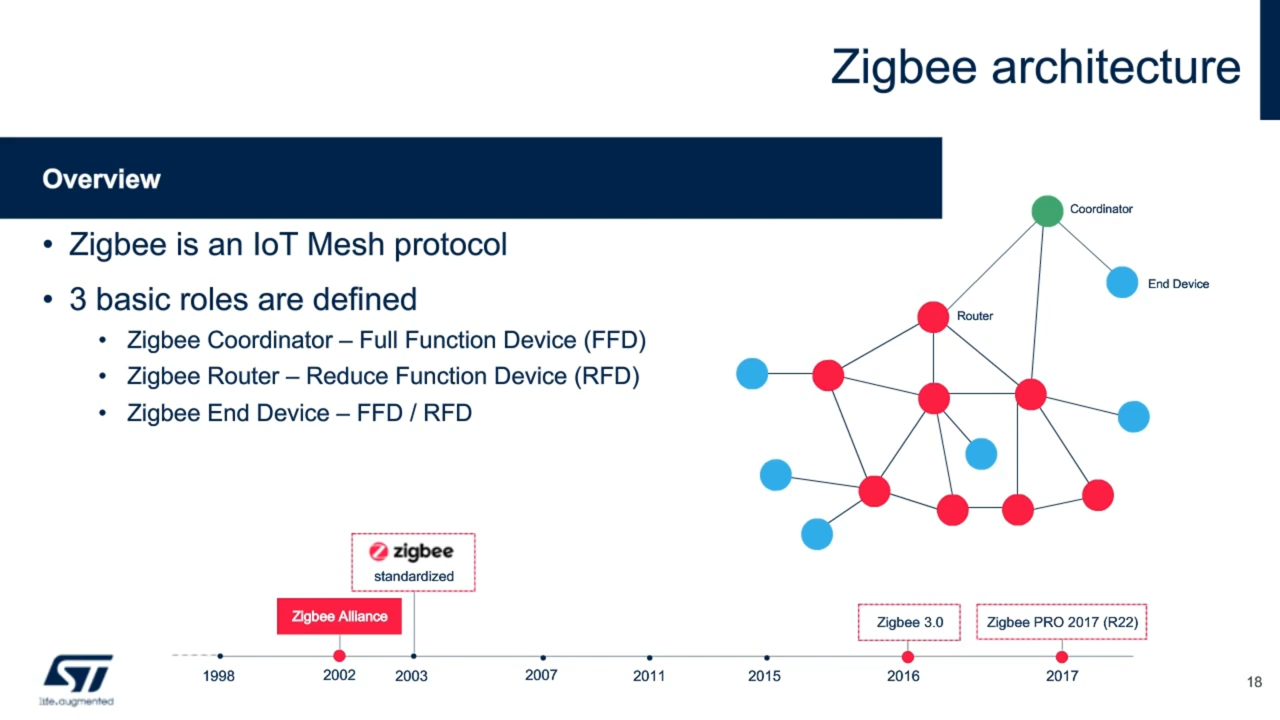 Zigbee architecture
Overview
• Zigbee is an IoT Mesh protocol
• 3 basic roles are defined
• Zigbee Coordinator – Full Function Device (FFD)
• Zigbee Router – Reduce Function Device (RFD)
• Zigbee End Device – FFD / RFD
Coordinator
End Device
Router
zigbee
standardized
Zigbee Alliance
Zigbee 3.0
Zigbee PRO 2017 (R22)
1998
2002
2003
2007
2011
2015
2016
2017
ST
life.augmented
18